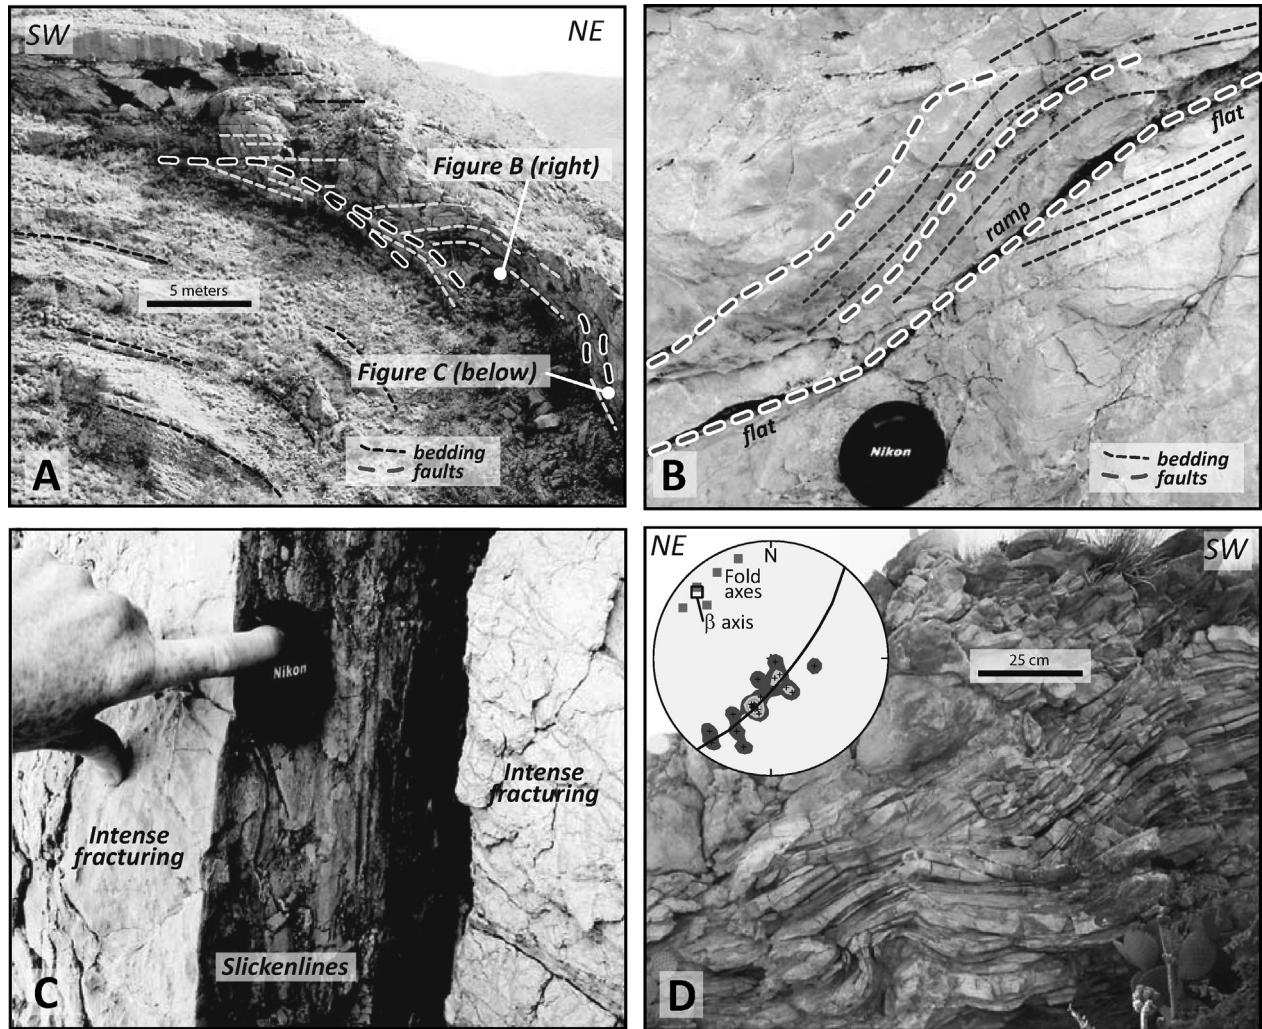 SW
NE
Figure B (right)
5 meters
Figure C (below)
bedding
faults
A
flat
ramp
flat
Nikon
bedding
faults
B
Nikon
Intense
fracturing
Intense
fracturing
Slickenlines
C
NE
SW
N
Fold
axes
β axis
25 cm
D